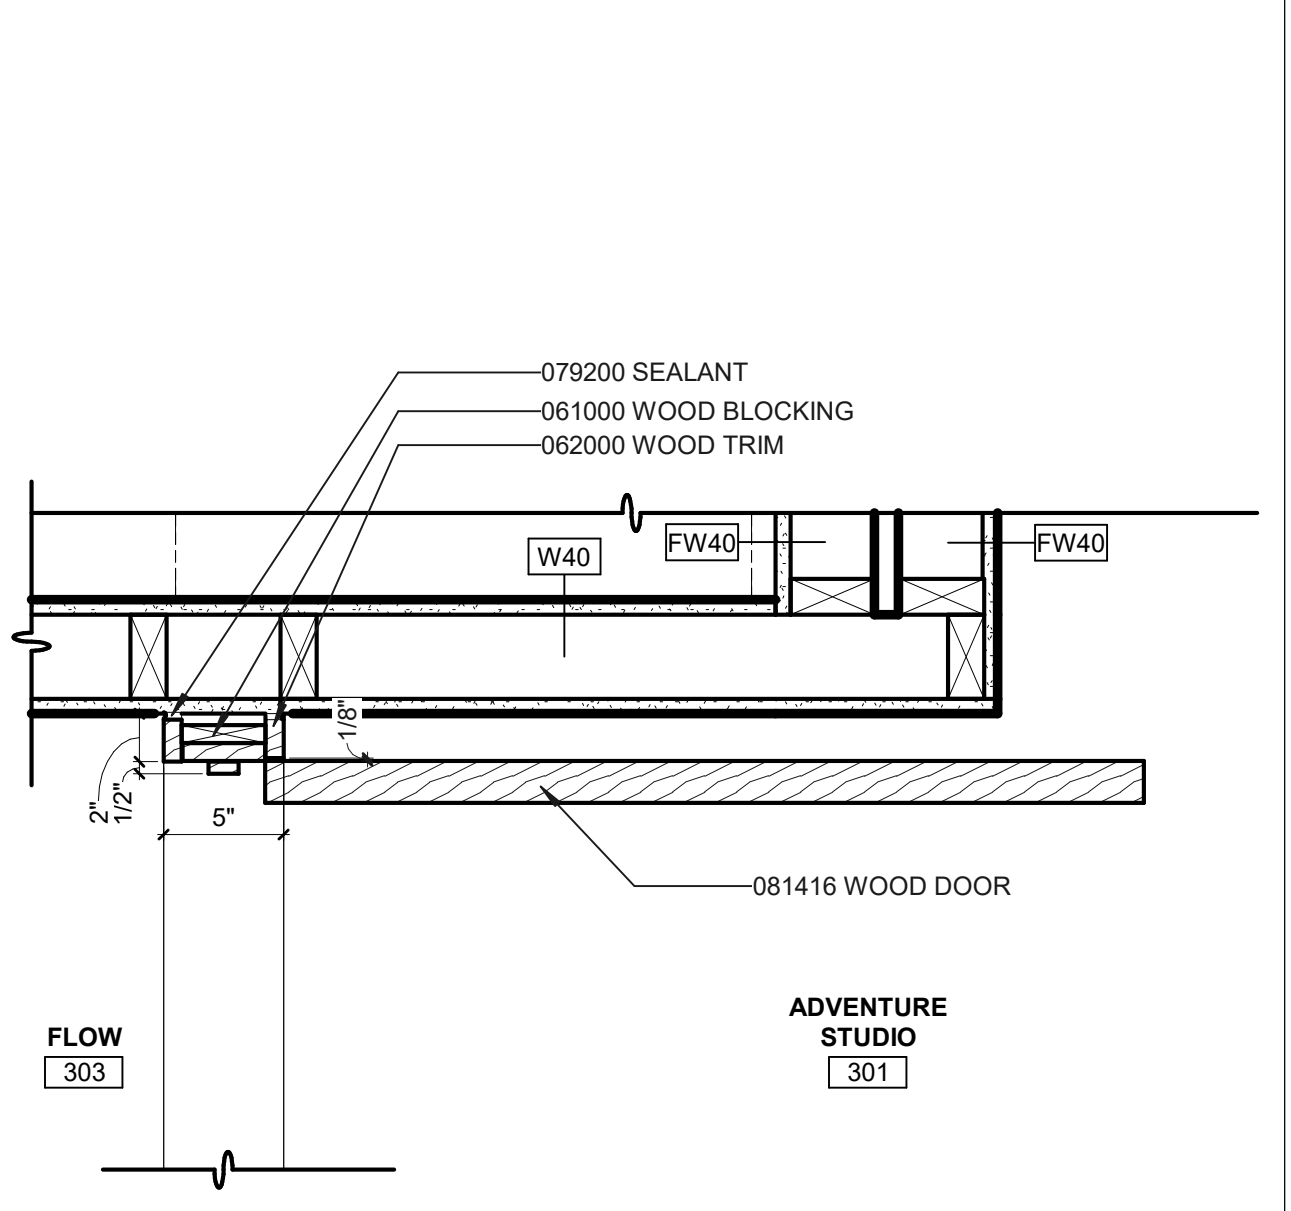 079200 SEALANT
061000 WOOD BLOCKING
062000 WOOD TRIM
FW40
FW40
W40
1/8"
2"
1/2"
5"
081416 WOOD DOOR
ADVENTURE
STUDIO
301
FLOW
303